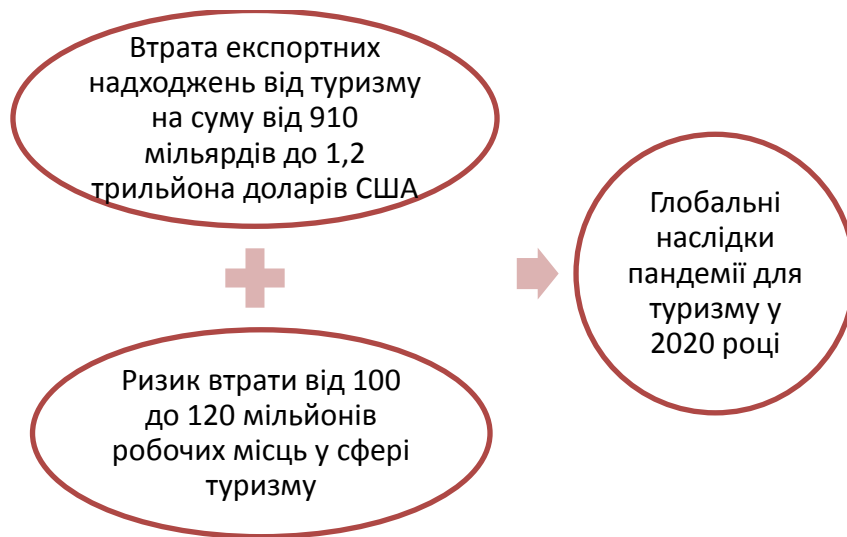 Втрата експортних
надходжень від туризму
на суму від 910
мільярдів до 1,2
трильйона доларів США
Ризик втрати від 100
до 120 мільйонів
робочих місць у сфері
туризму
Глобальні
наслідки
пандемії для
туризму у
2020 році